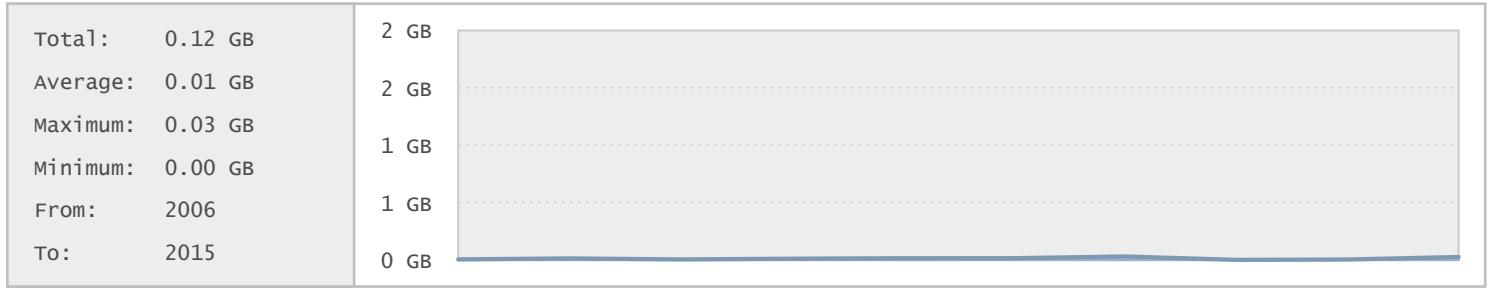 Total: 0.12 GB
Average: 0.01 GB
Maximum: 0.03 GB
Minimum: 0.00 GB
From: 2006
To: 2015
2 GB
2 GB
1 GB
1 GB
0 GB